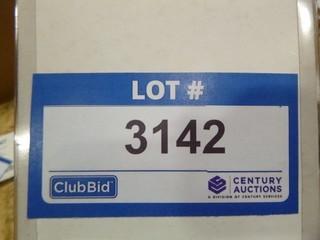 LOT #
3142
ClubBid
CENTURY
AUCTIONS
A DIVISION OF CENTURY SERVICES